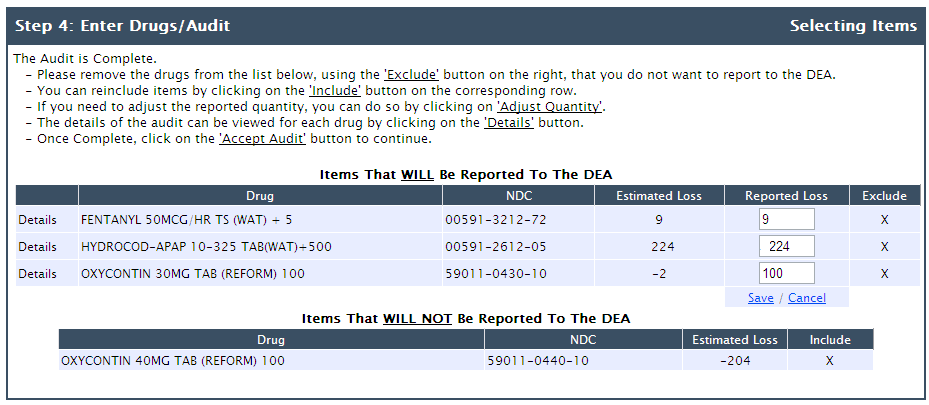 Step 4: Enter Drugs/Audit Selecting Items
The Audit is Complete.
- Please remove the drugs from the list below, using the 'Exclude' button on the right, that you do not want to report to the DEA.
- You can reinclude items by clicking on the 'Include' button on the corresponding row.
- If you need to adjust the reported quantity, you can do so by clicking on 'Adjust Quantity'.
- The details of the audit can be viewed for each drug by clicking on the 'Details' button.
- Once Complete, click on the 'Accept Audit' button to continue.
Items That WILL Be Reported To The DEA
Drug NDC Estimated Loss Reported Loss Exclude
Details FENTANYL 50MCG/HR TS (WAT) + 5 00591-3212-72 9 9 X
Details HYDROCOD-APAP 10-325 TAB(WAT)+500 00591-2612-05 224 224 X
Details OXYCONTIN 30MG TAB (REFORM) 100 59011-0430-10 -2 100 X
Save / Cancel
Items That WILL NOT Be Reported To The DEA
Drug NDC Estimated Loss Include
OXYCONTIN 40MG TAB (REFORM) 100 59011-0440-10 -204 X